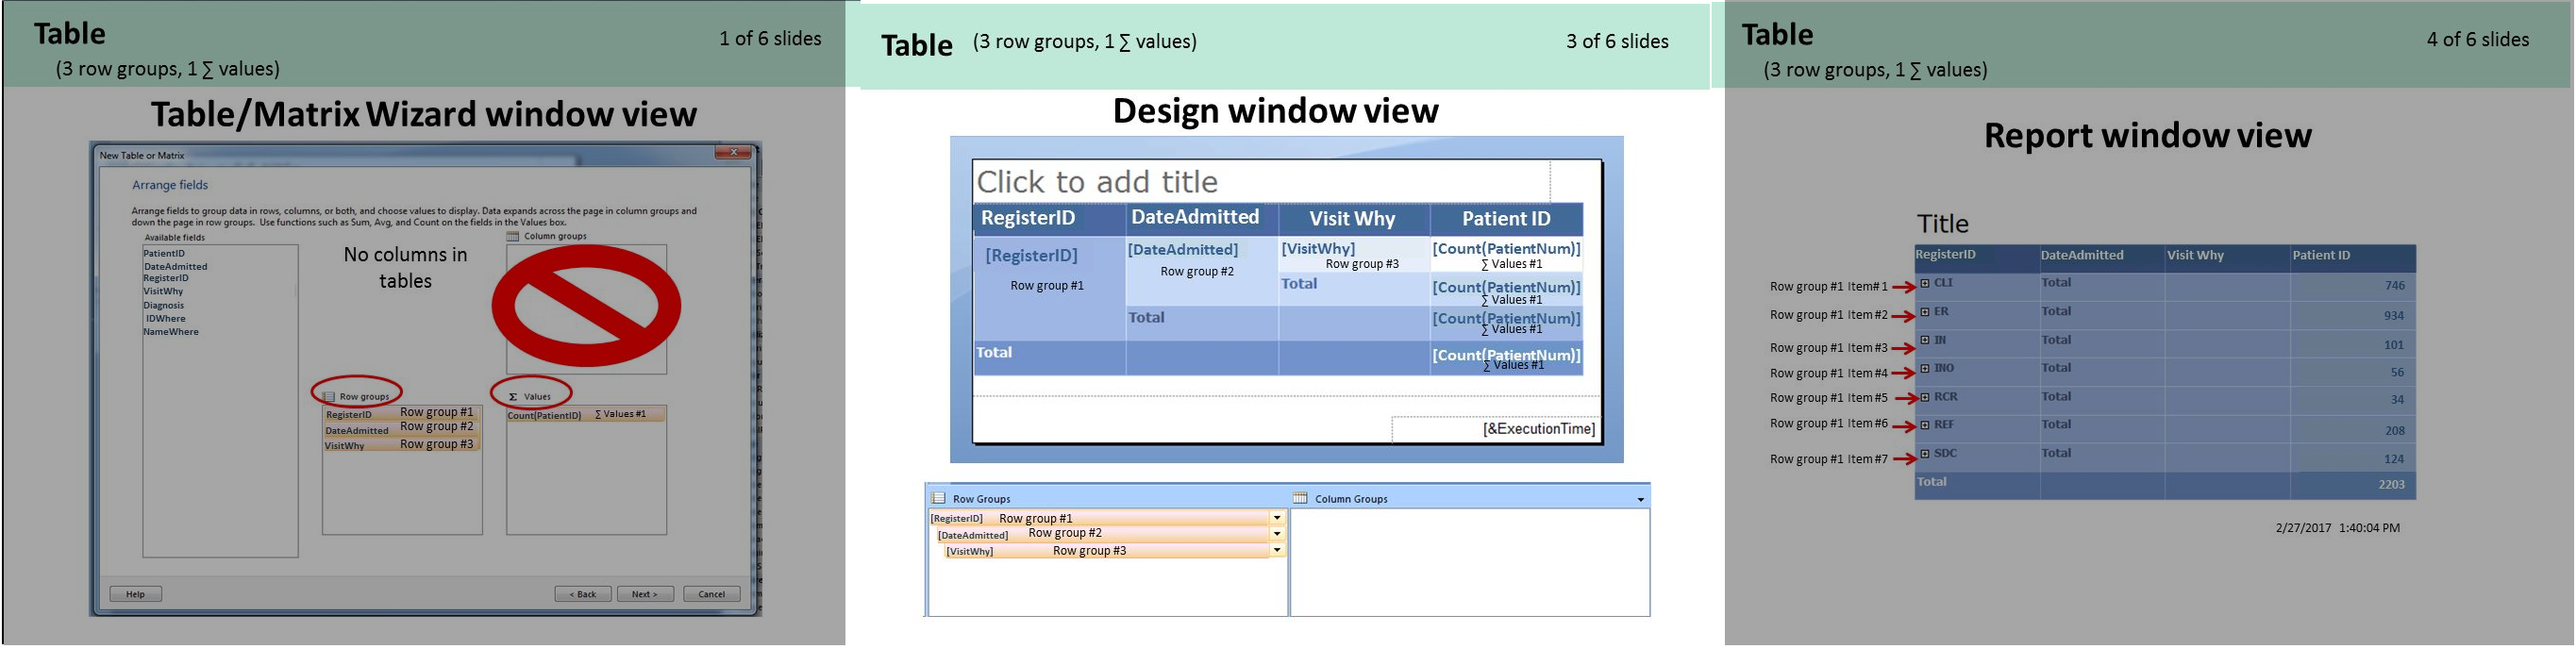 Table
1 of 6 slides
(3 row groups, 1 ∑ values)
Table/Matrix Wizard window view
New Table or Matrix
Arrange fields
Arrange fields to group data in rows, columns, or both, and choose values to display. Data expands across the page in column groups and
down the page in row groups. Use functions such as Sum, Avg, and Count on the fields in the Values box.
Available fields
PatientID
DateAdmitted
RegisterID
VisitWhy
Diagnosis
IDWhere
NameWhere
No columns in
tables
Column groups
Row groups
RegisterID Row group #1
DateAdmitted Row group #2
VisitWhy Row group #3
Σ Values
Count(PatientID) ∑ Values #1
Help
< Back
Next >
Cancel
Table (3 row groups, 1 ∑ values)
3 of 6 slides
Design window view
Click to add title
RegisterID DateAdmitted Visit Why Patient ID
[RegisterID] [DateAdmitted] [VisitWhy] [Count(PatientNum)]
Row group #1 Row group #2 Row group #3 ∑ Values #1
Total [Count(PatientNum)]
∑ Values #1
Total [Count(PatientNum)]
∑ Values #1
Total [Count(PatientNum)]
∑ Values #1
[&ExecutionTime]
Row Groups Column Groups
[RegisterID] Row group #1
[DateAdmitted] Row group #2
[VisitWhy] Row group #3
Table
4 of 6 slides
(3 row groups, 1 ∑ values)
Report window view
Title
RegisterID DateAdmitted Visit Why Patient ID
Row group #1 Item# 1 CLI Total 746
Row group #1 Item #2 ER Total 934
Row group #1 Item #3 IN Total 101
Row group #1 Item #4 INO Total 56
Row group #1 Item #5 RCR Total 34
Row group #1 Item #6 REF Total 208
Row group #1 Item #7 SDC Total 124
Total 2203
2/27/2017 1:40:04 PM